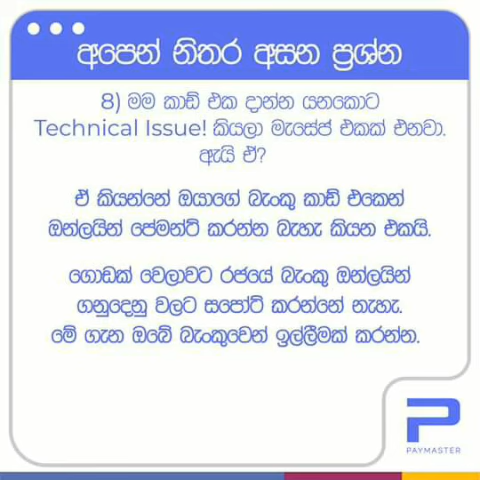 අපෙන් නිතර අසන ප්‍රශ්න
8) මම කාඩ් එක දාන්න යනකොට
Technical Issue! කියලා මැසේජ් එකක් එනවා.
ඇයි ඒ?
ඒ කියන්නේ ඔයාගේ බැංකු කාඩ් එකෙන්
ඔන්ලයින් පේමන්ට් කරන්න බැහැ කියන එකයි.
ගොඩක් වෙලාවට රජයේ බැංකු ඔන්ලයින්
ගනුදෙනු වලට සපෝට් කරන්නේ නැහැ.
මේ ගැන ඔබේ බැංකුවෙන් ඉල්ලීමක් කරන්න.
PAYMASTER